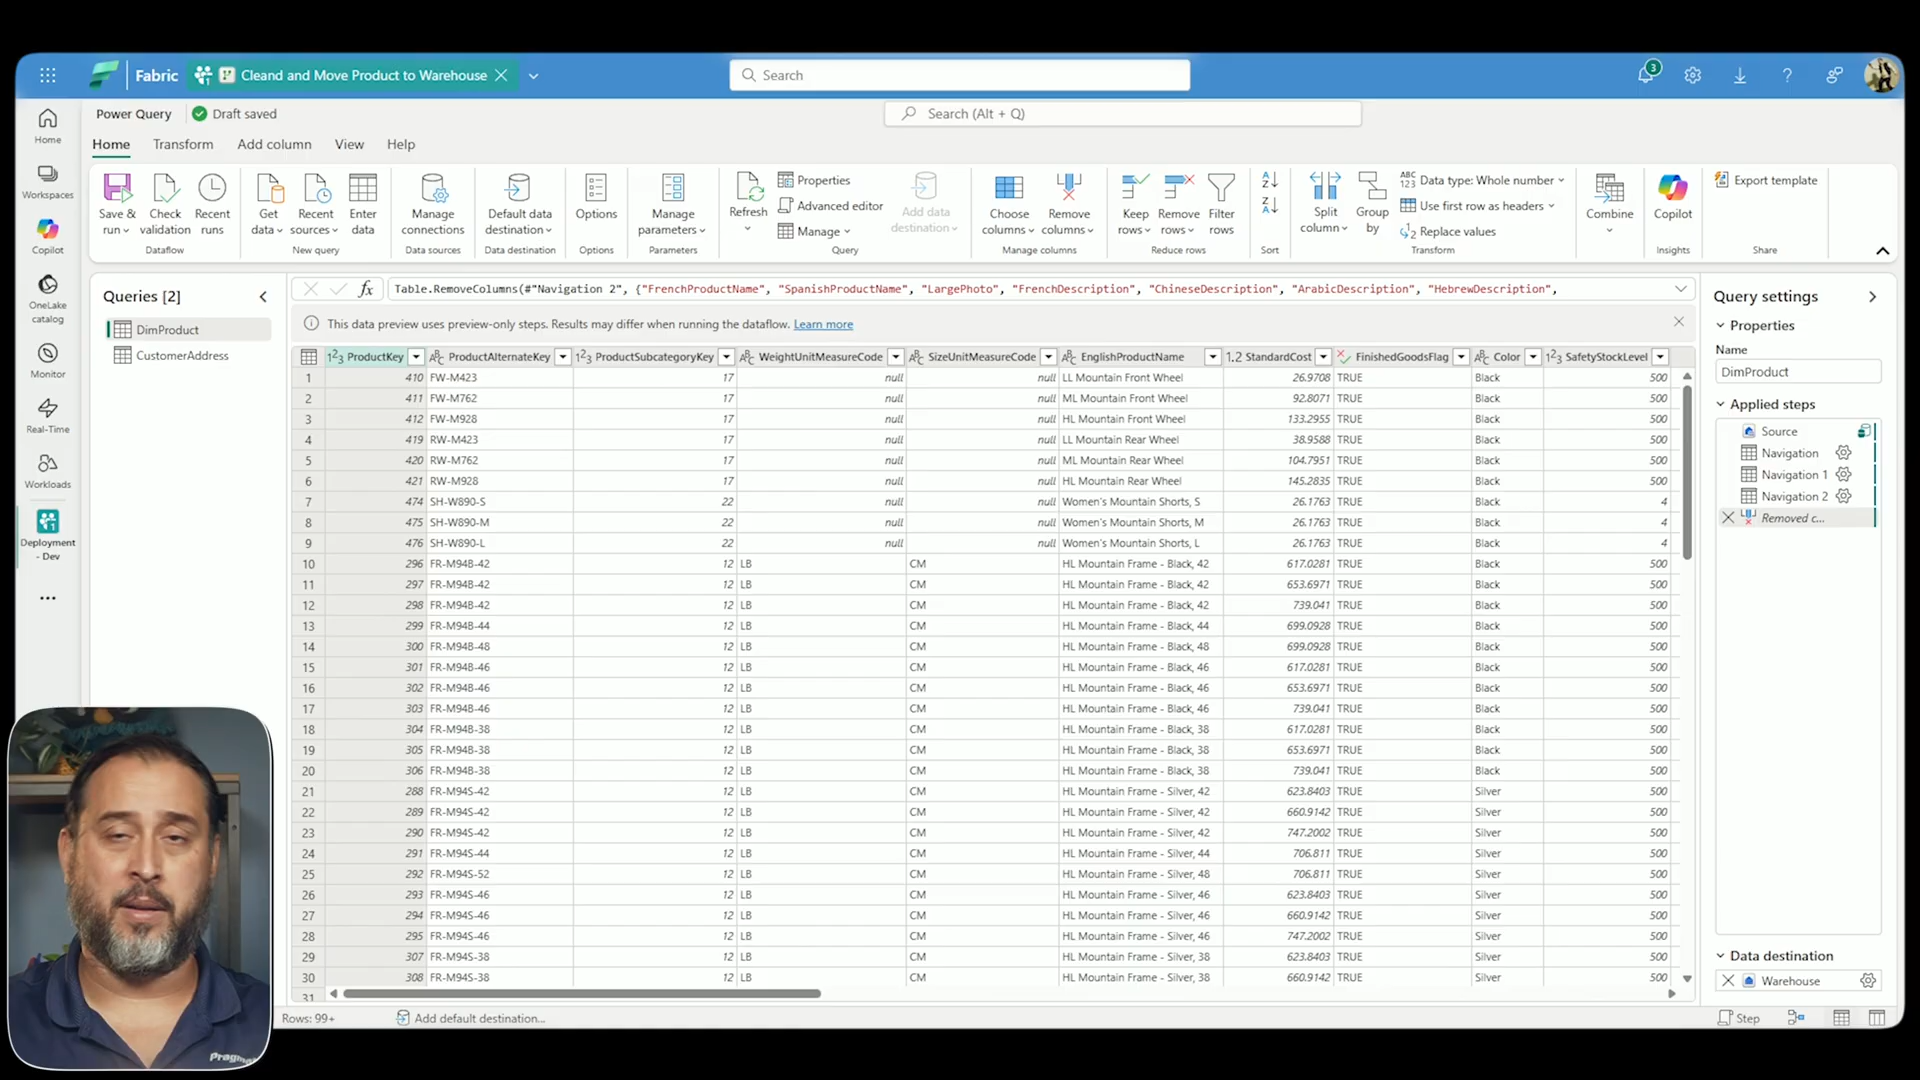 Fabric
Cleand and Move Product to Warehouse
Search
3
Power Query
Draft saved
Search (Alt + Q)
Home Transform Add column View Help
Save & run
Check validation
Recent runs
Dataflow
Get data
Recent sources
Enter data
New query
Manage connections
Data sources
Default data destination
Data destination
Options
Options
Manage parameters
Parameters
Refresh
Properties
Advanced editor
Manage
Query
Add data destination
Choose columns
Remove columns
Manage columns
Keep rows
Remove rows
Filter rows
Reduce rows
Sort
Split column
Group by
Data type: Whole number
Use first row as headers
Replace values
Transform
Combine
Copilot
Insights
Export template
Share
Home
Workspaces
Copilot
OneLake catalog
Monitor
Real-Time
Workloads
Deployment - Dev
Queries [2]
DimProduct
CustomerAddress
fx Table.RemoveColumns(#"Navigation 2", {"FrenchProductName", "SpanishProductName", "LargePhoto", "FrenchDescription", "ChineseDescription", "ArabicDescription", "HebrewDescription",
This data preview uses preview-only steps. Results may differ when running the dataflow. Learn more
ProductKey ProductAlternateKey ProductSubcategoryKey WeightUnitMeasureCode SizeUnitMeasureCode EnglishProductName StandardCost FinishedGoodsFlag Color SafetyStockLevel
1 410 FW-M423 17 null null LL Mountain Front Wheel 26.9708 TRUE Black 500
2 411 FW-M762 17 null null ML Mountain Front Wheel 92.8071 TRUE Black 500
3 412 FW-M928 17 null null HL Mountain Front Wheel 133.2955 TRUE Black 500
4 419 RW-M423 17 null null LL Mountain Rear Wheel 38.9588 TRUE Black 500
5 420 RW-M762 17 null null ML Mountain Rear Wheel 104.7951 TRUE Black 500
6 421 RW-M928 17 null null HL Mountain Rear Wheel 145.2835 TRUE Black 500
7 474 SH-W890-S 22 null null Women's Mountain Shorts, S 26.1763 TRUE Black 4
8 475 SH-W890-M 22 null null Women's Mountain Shorts, M 26.1763 TRUE Black 4
9 476 SH-W890-L 22 null null Women's Mountain Shorts, L 26.1763 TRUE Black 4
10 296 FR-M94B-42 12 LB CM HL Mountain Frame - Black, 42 617.0281 TRUE Black 500
11 297 FR-M94B-42 12 LB CM HL Mountain Frame - Black, 42 653.6971 TRUE Black 500
12 298 FR-M94B-42 12 LB CM HL Mountain Frame - Black, 42 739.041 TRUE Black 500
13 299 FR-M94B-44 12 LB CM HL Mountain Frame - Black, 44 699.0928 TRUE Black 500
14 300 FR-M94B-48 12 LB CM HL Mountain Frame - Black, 48 699.0928 TRUE Black 500
15 301 FR-M94B-46 12 LB CM HL Mountain Frame - Black, 46 617.0281 TRUE Black 500
16 302 FR-M94B-46 12 LB CM HL Mountain Frame - Black, 46 653.6971 TRUE Black 500
17 303 FR-M94B-46 12 LB CM HL Mountain Frame - Black, 46 739.041 TRUE Black 500
18 304 FR-M94B-38 12 LB CM HL Mountain Frame - Black, 38 617.0281 TRUE Black 500
19 305 FR-M94B-38 12 LB CM HL Mountain Frame - Black, 38 653.6971 TRUE Black 500
20 306 FR-M94B-38 12 LB CM HL Mountain Frame - Black, 38 739.041 TRUE Black 500
21 288 FR-M94S-42 12 LB CM HL Mountain Frame - Silver, 42 623.8403 TRUE Silver 500
22 289 FR-M94S-42 12 LB CM HL Mountain Frame - Silver, 42 660.9142 TRUE Silver 500
23 290 FR-M94S-42 12 LB CM HL Mountain Frame - Silver, 42 747.2002 TRUE Silver 500
24 291 FR-M94S-44 12 LB CM HL Mountain Frame - Silver, 44 706.811 TRUE Silver 500
25 292 FR-M94S-52 12 LB CM HL Mountain Frame - Silver, 48 706.811 TRUE Silver 500
26 293 FR-M94S-46 12 LB CM HL Mountain Frame - Silver, 46 623.8403 TRUE Silver 500
27 294 FR-M94S-46 12 LB CM HL Mountain Frame - Silver, 46 660.9142 TRUE Silver 500
28 295 FR-M94S-46 12 LB CM HL Mountain Frame - Silver, 46 747.2002 TRUE Silver 500
29 307 FR-M94S-38 12 LB CM HL Mountain Frame - Silver, 38 623.8403 TRUE Silver 500
30 308 FR-M94S-38 12 LB CM HL Mountain Frame - Silver, 38 660.9142 TRUE Silver 500
31
Rows: 99+
Add default destination...
Query settings
Properties
Name
DimProduct
Applied steps
Source
Navigation
Navigation 1
Navigation 2
Removed c...
Data destination
Warehouse
Step